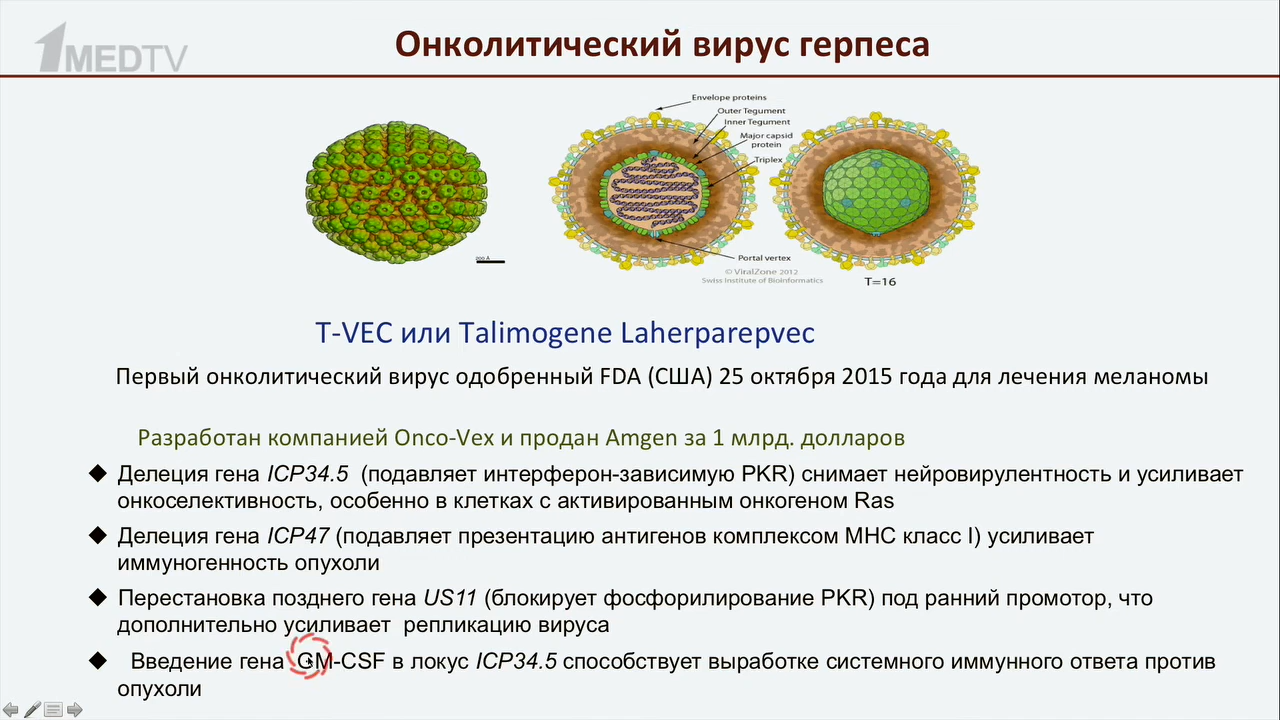 1MEDTV
Онколитический вирус герпеса
Envelope proteins
Outer Tegument
Inner Tegument
Major capsid
protein
Triplex
200 Å
Portal vertex
© ViralZone 2012
Swiss Institute of Bioinformatics
T=16
T-VEC или Talimogene Laherparepvec
Первый онколитический вирус одобренный FDA (США) 25 октября 2015 года для лечения меланомы
Разработан компанией Onco-Vex и продан Amgen за 1 млрд. долларов
◆ Делеция гена ICP34.5 (подавляет интерферон-зависимую PKR) снимает нейровирулентность и усиливает
онкоселективность, особенно в клетках с активированным онкогеном Ras
◆ Делеция гена ICP47 (подавляет презентацию антигенов комплексом МНС класс I) усиливает
иммуногенность опухоли
◆ Перестановка позднего гена US11 (блокирует фосфорилирование PKR) под ранний промотор, что
дополнительно усиливает репликацию вируса
◆ Введение гена GM-CSF в локус ICP34.5 способствует выработке системного иммунного ответа против
опухоли